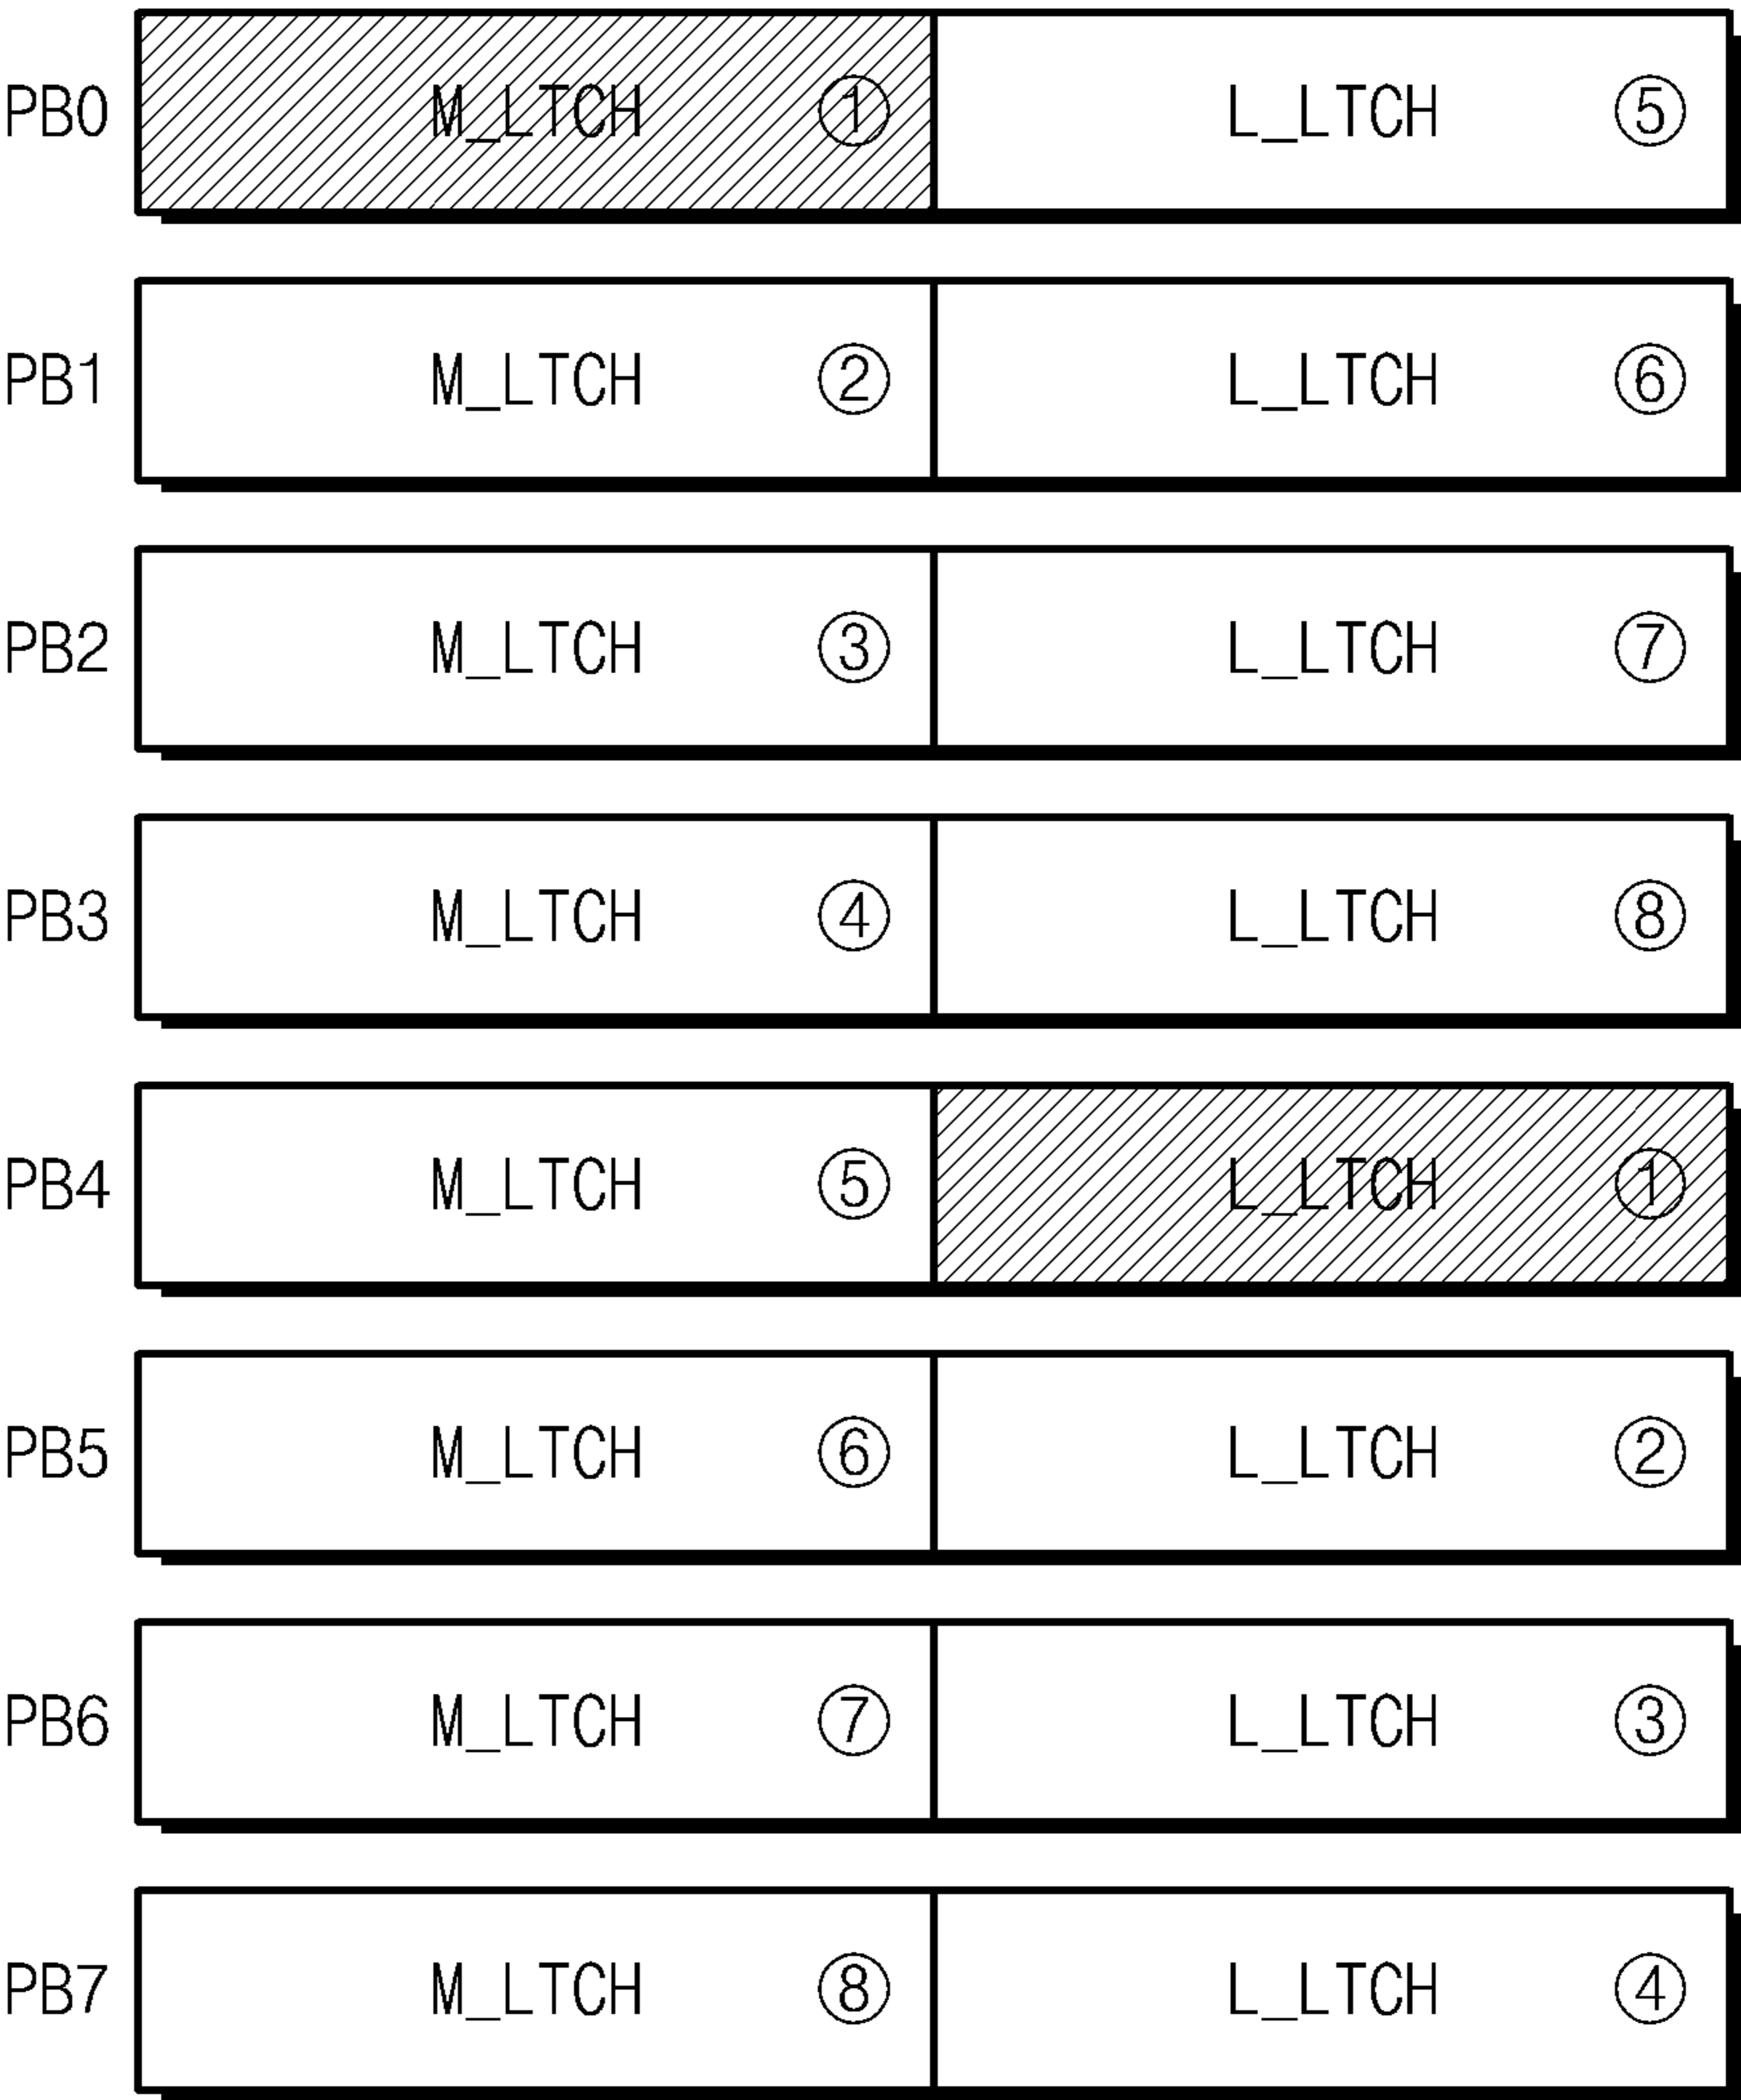 PB0 M_LTCH ① L_LTCH ⑤
PB1 M_LTCH ② L_LTCH ⑥
PB2 M_LTCH ③ L_LTCH ⑦
PB3 M_LTCH ④ L_LTCH ⑧
PB4 M_LTCH ⑤ L_LTCH ①
PB5 M_LTCH ⑥ L_LTCH ②
PB6 M_LTCH ⑦ L_LTCH ③
PB7 M_LTCH ⑧ L_LTCH ④